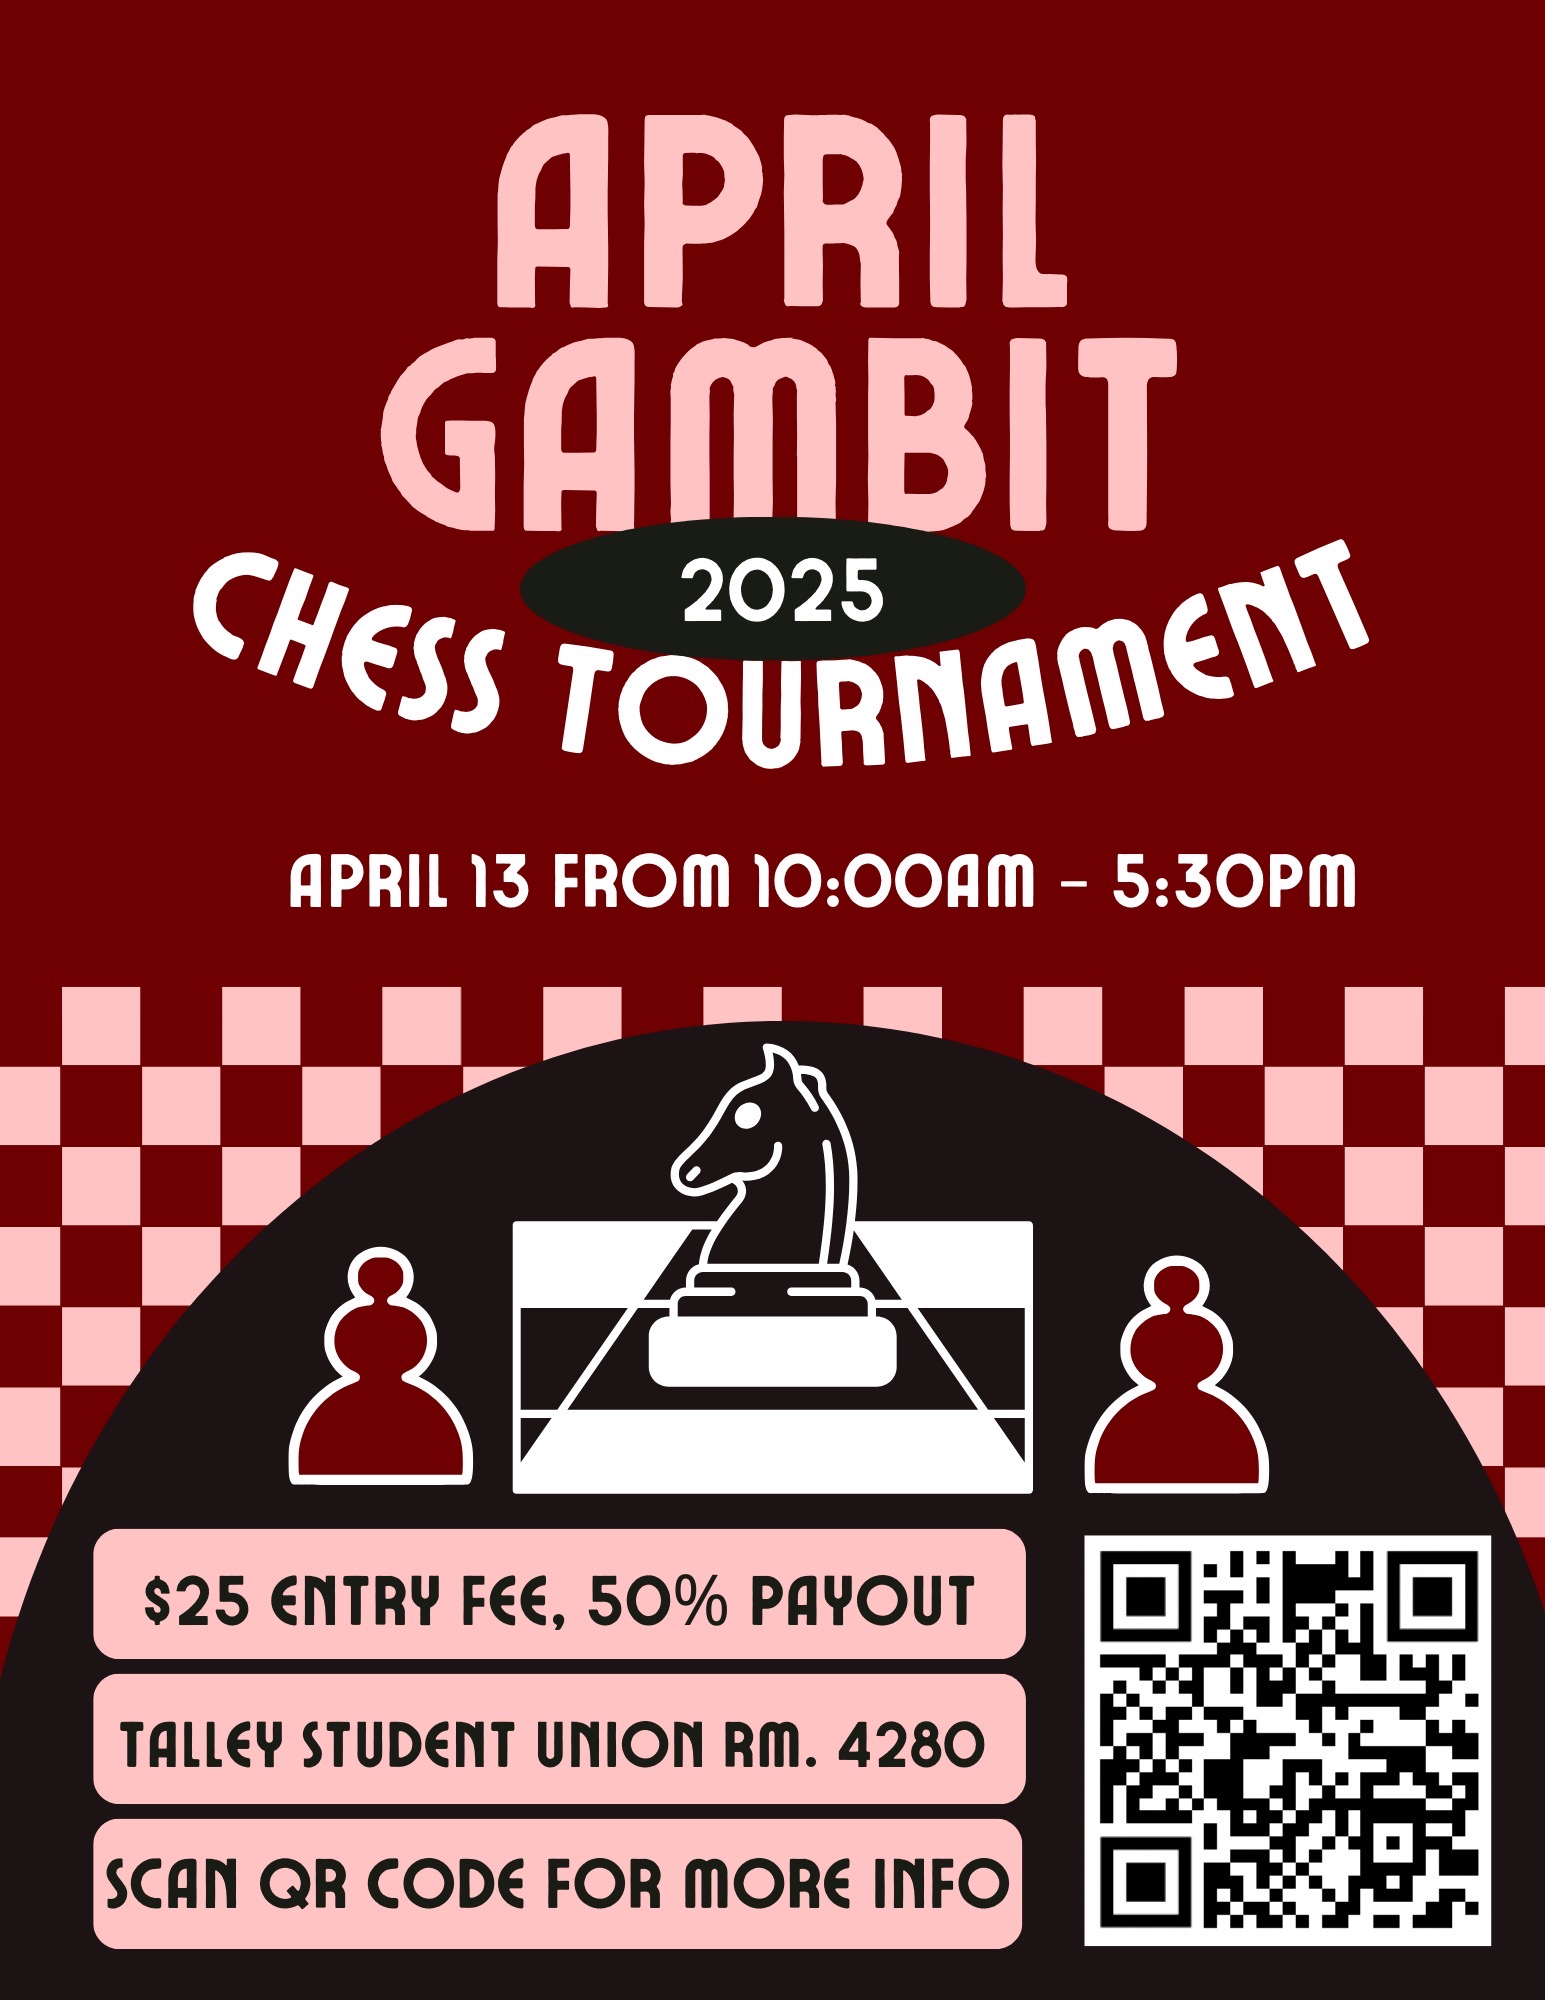 APRIL
GAMBIT
2025
CHESS TOURNAMENT
APRIL 13 FROM 10:00AM - 5:30PM
$25 ENTRY FEE, 50% PAYOUT
TALLEY STUDENT UNION RM. 4280
SCAN QR CODE FOR MORE INFO